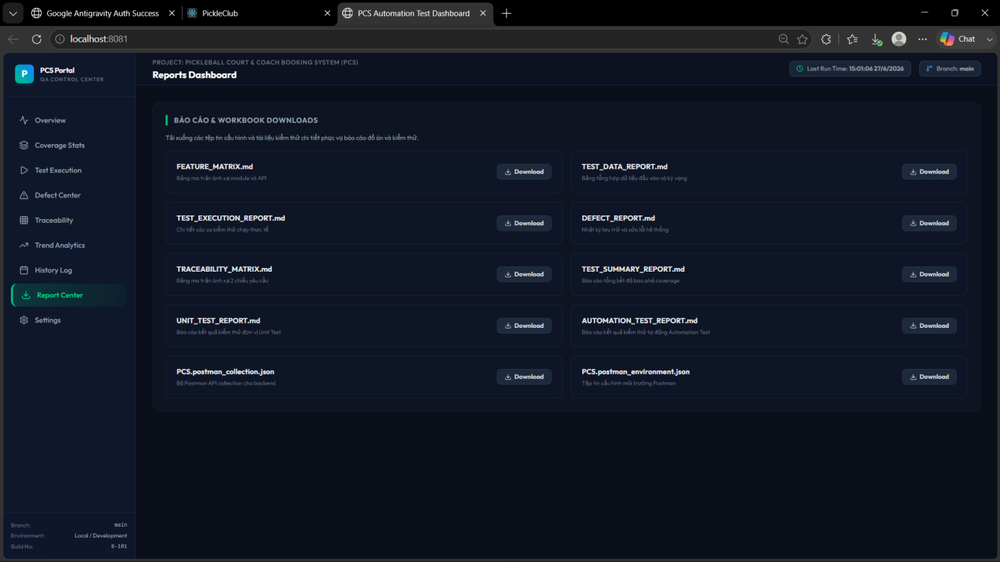 Google Antigravity Auth Success
PickleClub
PCS Automation Test Dashboard
localhost:8081
Chat
P
PCS Portal
QA CONTROL CENTER
PROJECT: PICKLEBALL COURT & COACH BOOKING SYSTEM (PCS)
Reports Dashboard
Last Run Time: 15:01:06 27/6/2026
Branch: main
Overview
Coverage Stats
Test Execution
Defect Center
Traceability
Trend Analytics
History Log
Report Center
Settings
BÁO CÁO & WORKBOOK DOWNLOADS
Tải xuống các tệp tin cấu hình và tài liệu kiểm thử chi tiết phục vụ báo cáo đồ án và kiểm thử.
FEATURE_MATRIX.md
Bảng ma trận ánh xạ module và API
Download
TEST_DATA_REPORT.md
Bảng tổng hợp dữ liệu đầu vào và kỳ vọng
Download
TEST_EXECUTION_REPORT.md
Chi tiết các ca kiểm thử chạy thực tế
Download
DEFECT_REPORT.md
Nhật ký lưu trữ và sửa lỗi hệ thống
Download
TRACEABILITY_MATRIX.md
Bảng ma trận ánh xạ 2 chiều yêu cầu
Download
TEST_SUMMARY_REPORT.md
Báo cáo tổng kết độ bao phủ coverage
Download
UNIT_TEST_REPORT.md
Báo cáo kết quả kiểm thử đơn vị Unit Test
Download
AUTOMATION_TEST_REPORT.md
Báo cáo kết quả kiểm thử tự động Automation Test
Download
PCS.postman_collection.json
Bộ Postman API collection cho backend
Download
PCS.postman_environment.json
Tệp tin cấu hình môi trường Postman
Download
Branch: main
Environment: Local / Development
Build No: B-101